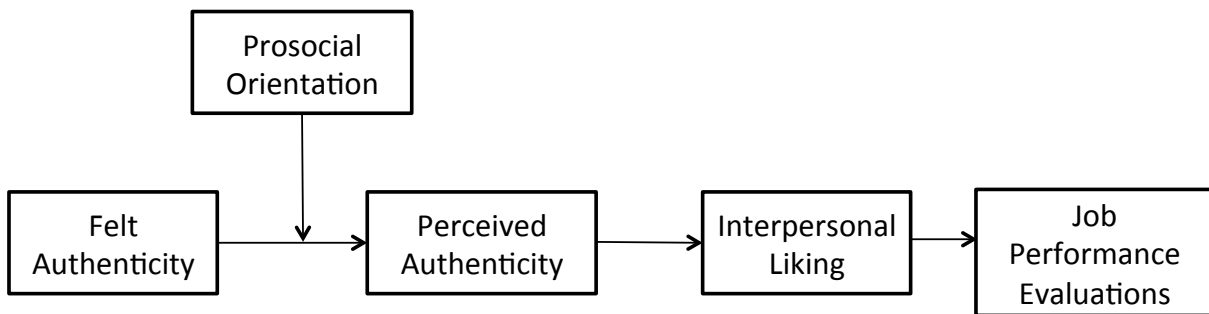 Prosocial
Orientation
Felt
Authenticity
Perceived
Authenticity
Interpersonal
Liking
Job
Performance
Evaluations